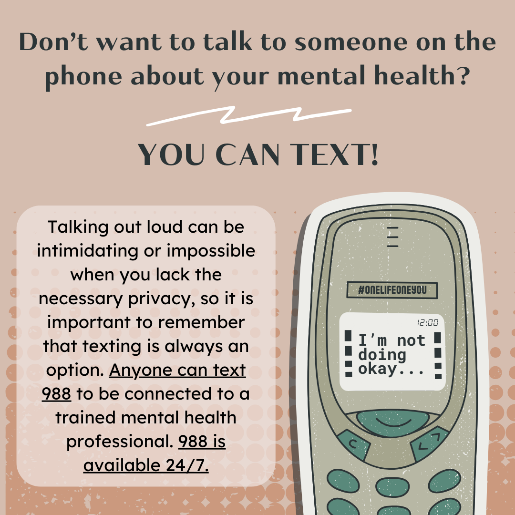 Don't want to talk to someone on the
phone about your mental health?
YOU CAN TEXT!
Talking out loud can be
intimidating or impossible
when you lack the
necessary privacy, so it is
important to remember
that texting is always an
option. Anyone can text
988 to be connected to a
trained mental health
professional. 988 is
available 24/7.
#ONELIFEONEYOU
12:00
I'm not
doing
okay...
C
< >